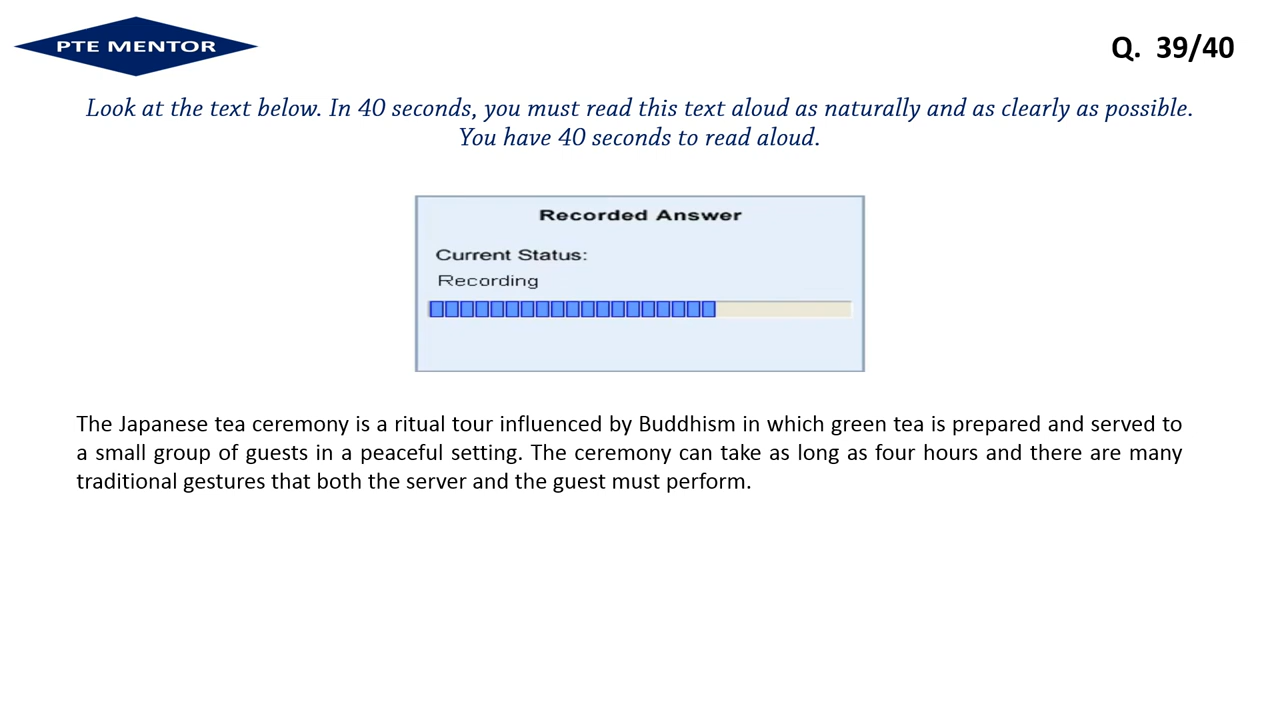 PTE MENTOR
Q. 39/40
Look at the text below. In 40 seconds, you must read this text aloud as naturally and as clearly as possible.
You have 40 seconds to read aloud.
Recorded Answer
Current Status:
Recording
The Japanese tea ceremony is a ritual tour influenced by Buddhism in which green tea is prepared and served to
a small group of guests in a peaceful setting. The ceremony can take as long as four hours and there are many
traditional gestures that both the server and the guest must perform.